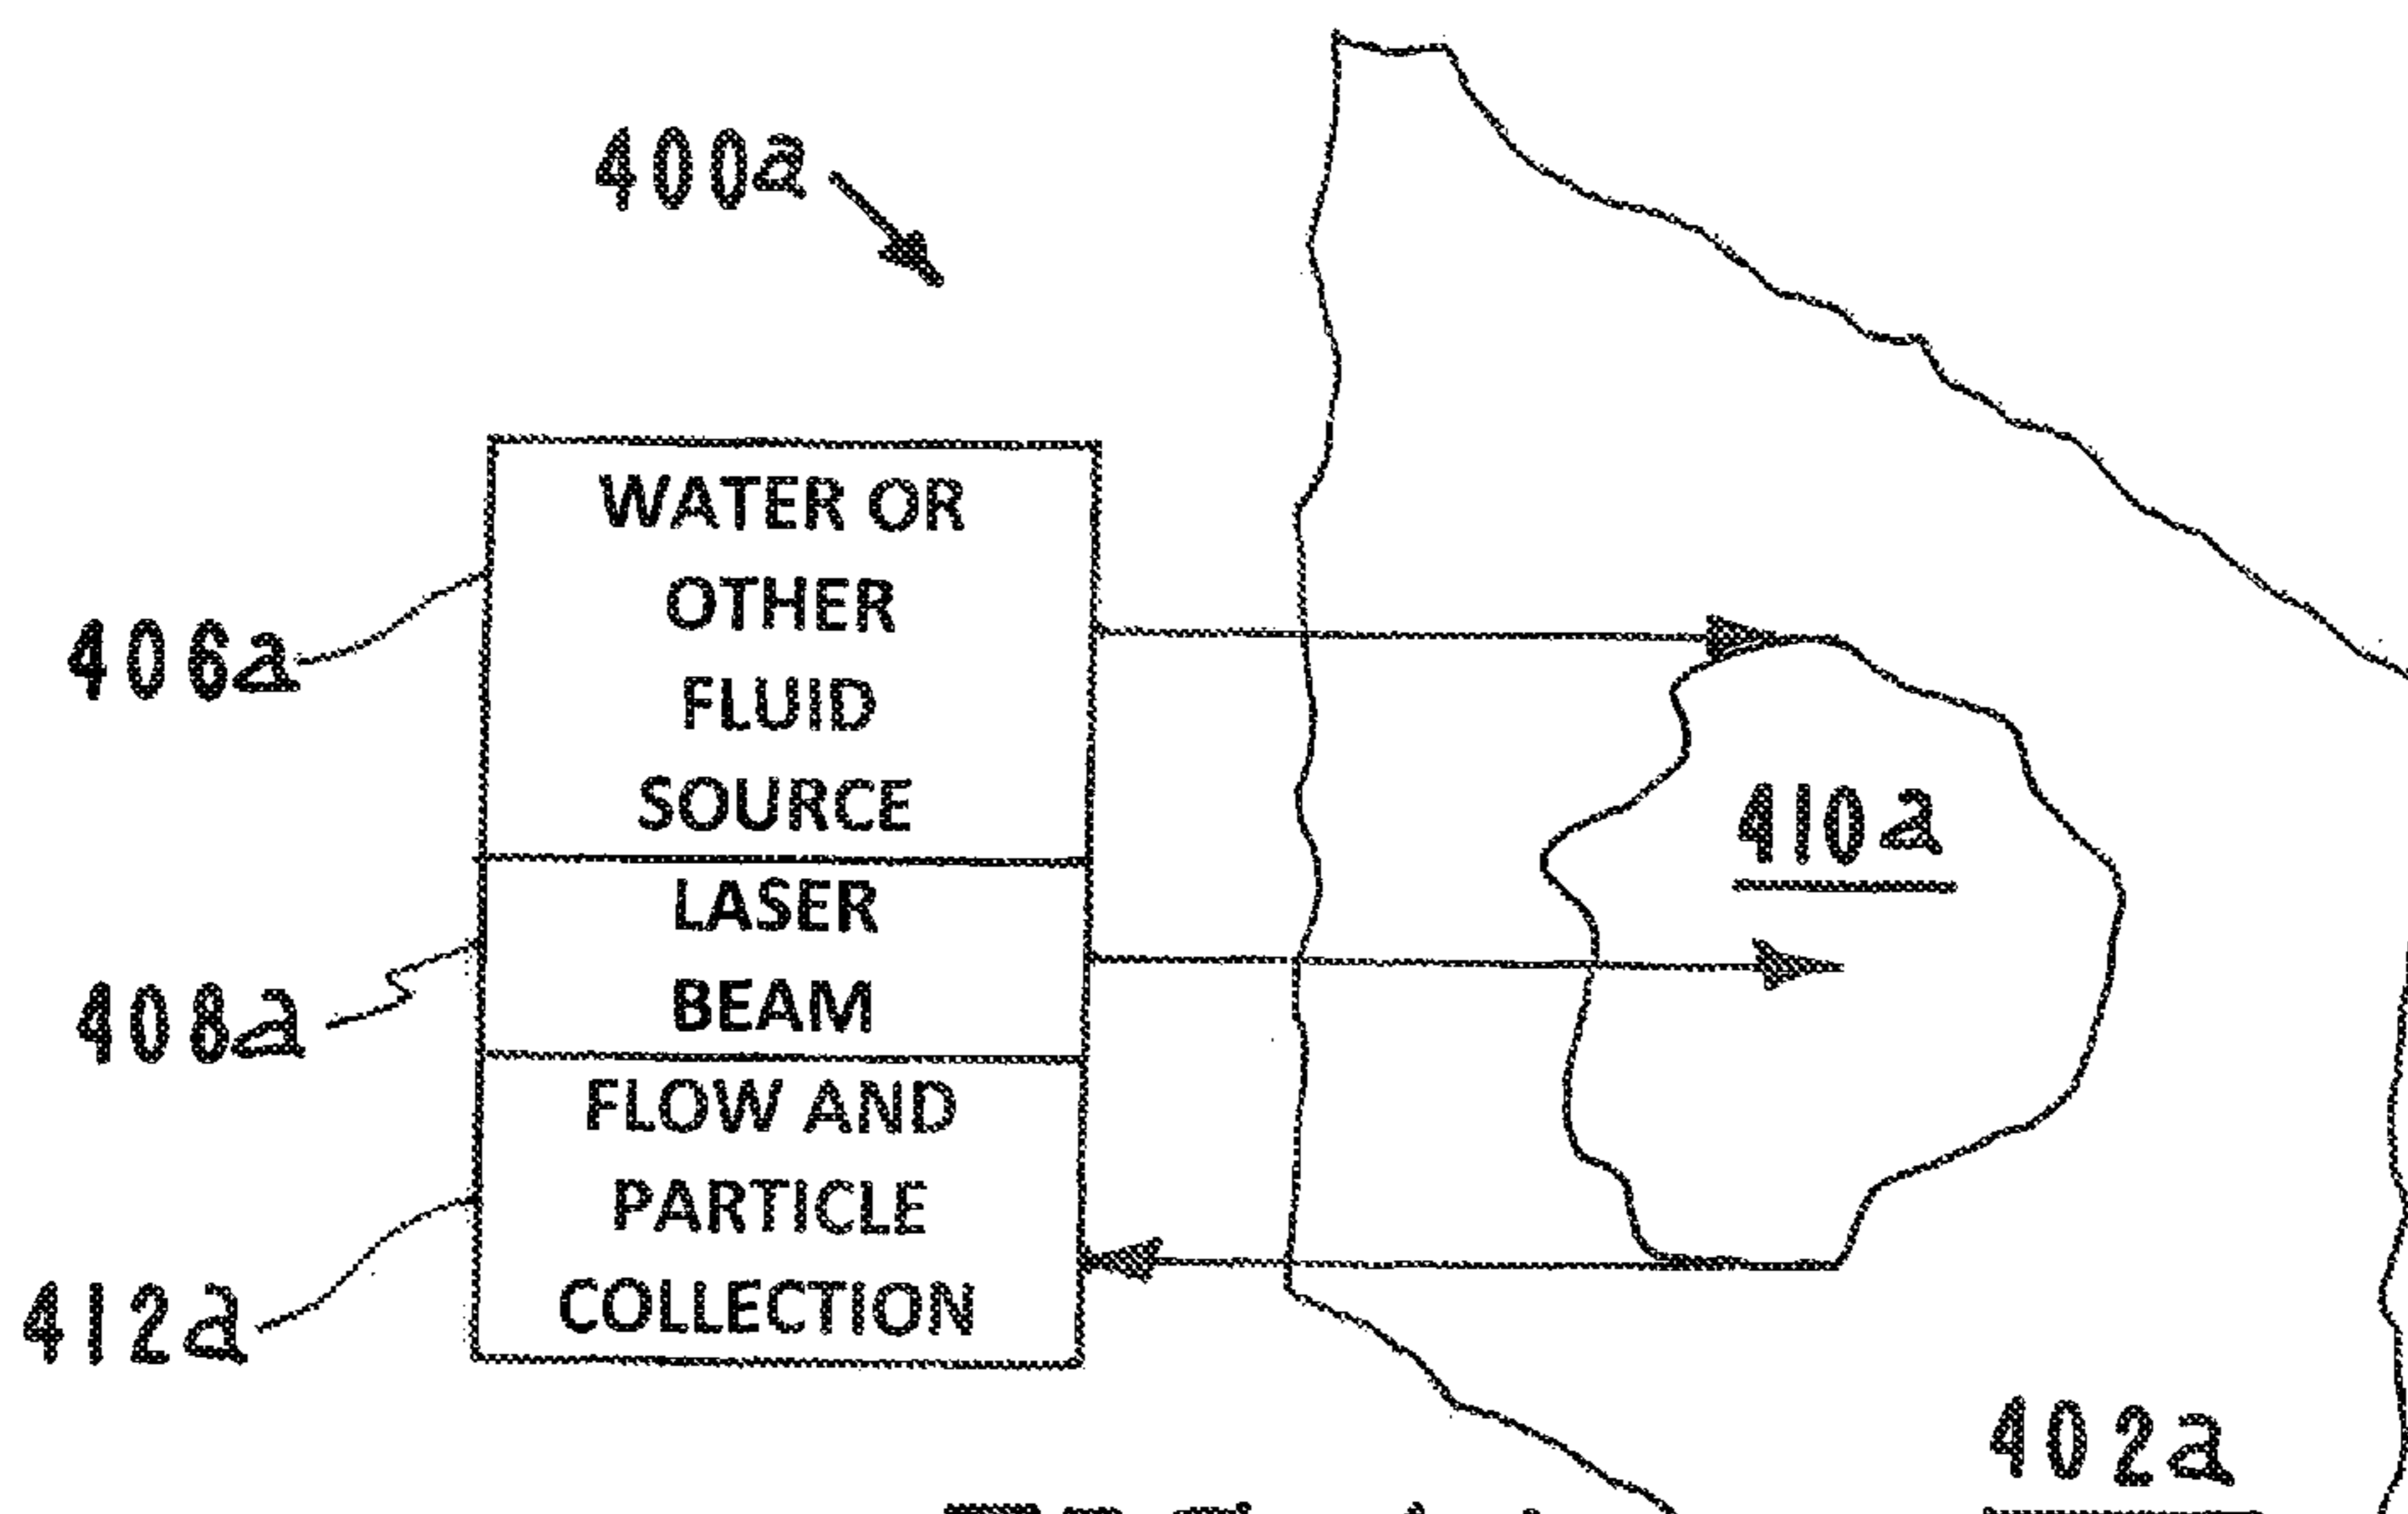 400a
WATER OR
OTHER
FLUID
SOURCE
406a
410a
LASER
BEAM
408a
FLOW AND
PARTICLE
COLLECTION
412a
402a